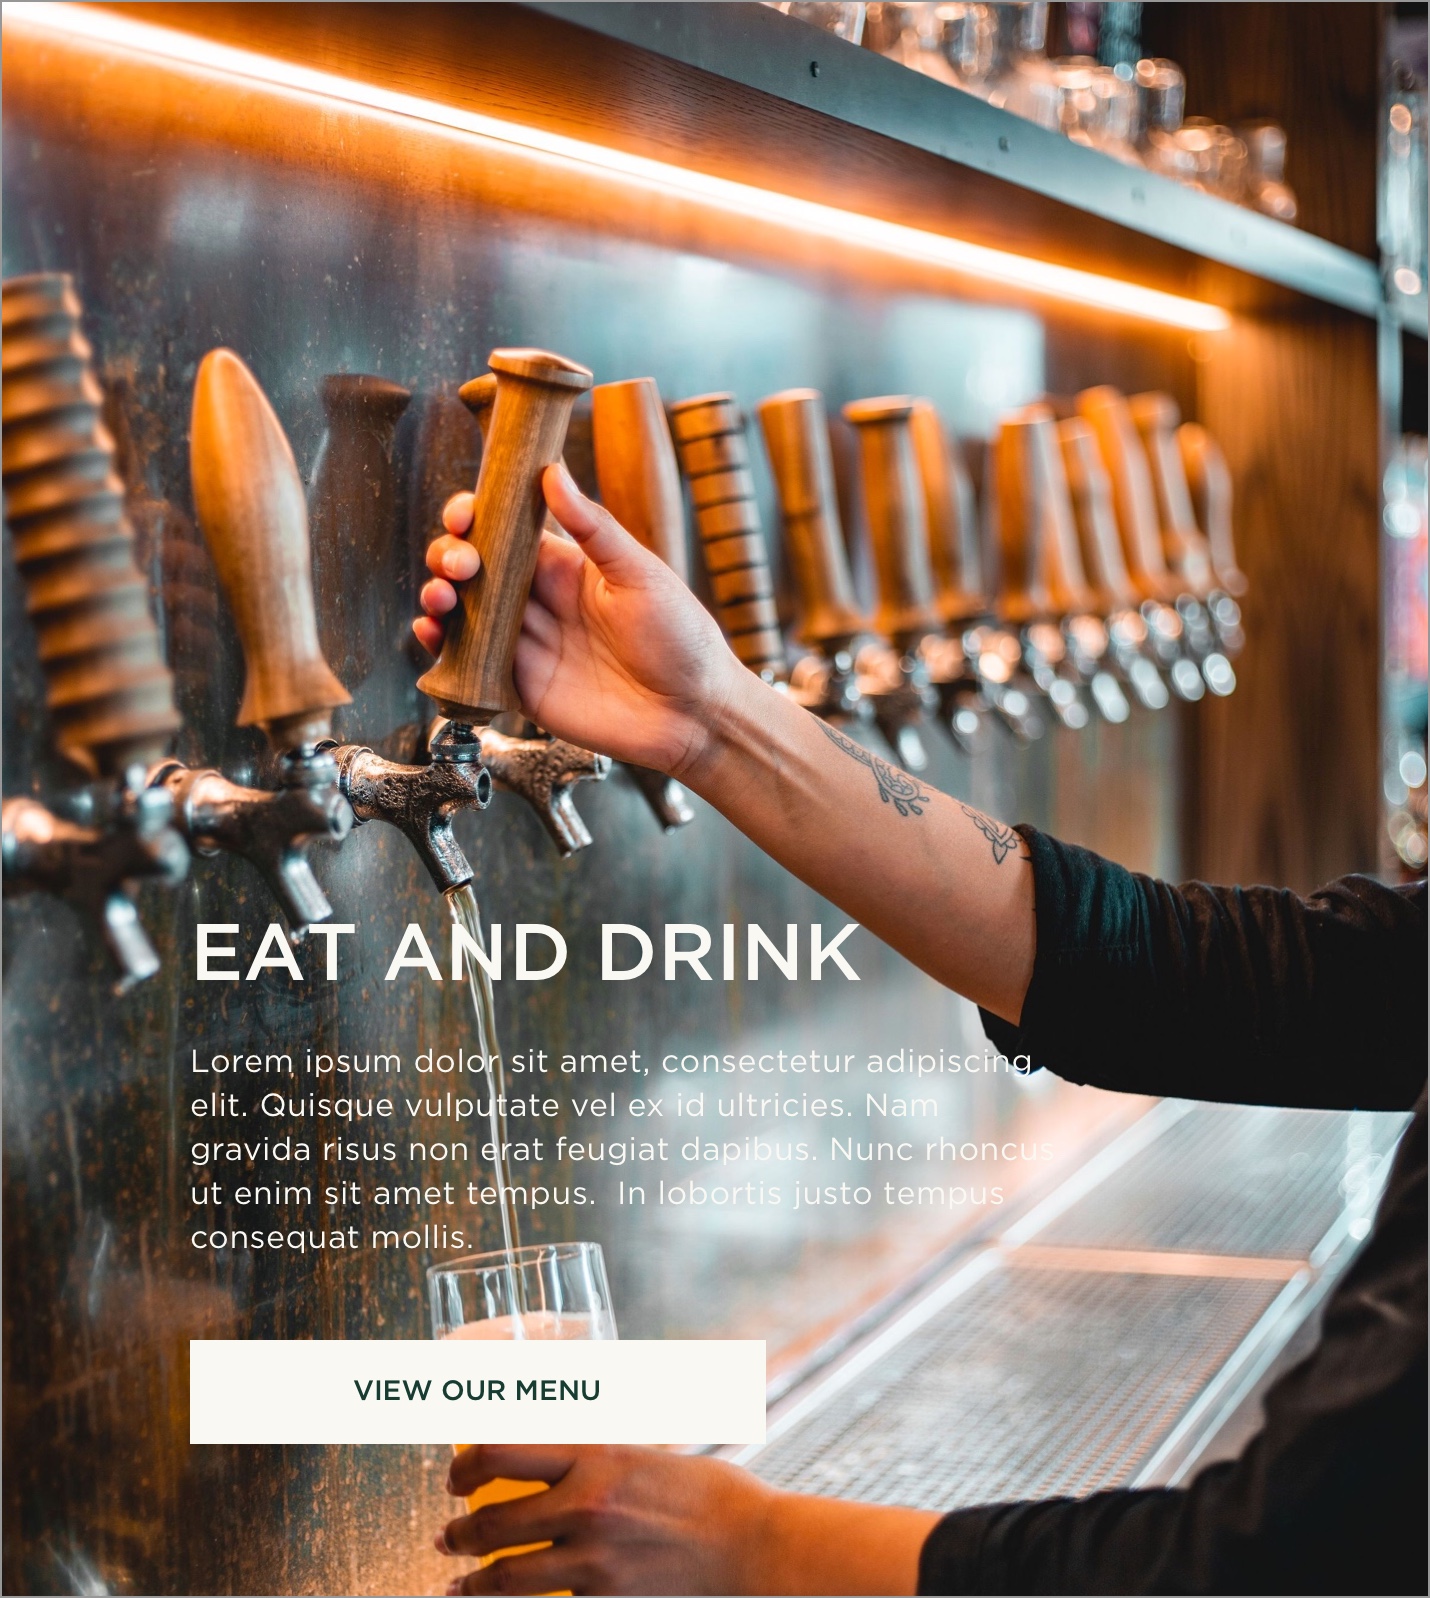 EAT AND DRINK
Lorem ipsum dolor sit amet, consectetur adipiscing
elit. Quisque vulputate vel ex id ultricies. Nam
gravida risus non erat feugiat dapibus. Nunc rhoncus
ut enim sit amet tempus.  In lobortis justo tempus
consequat mollis.
VIEW OUR MENU